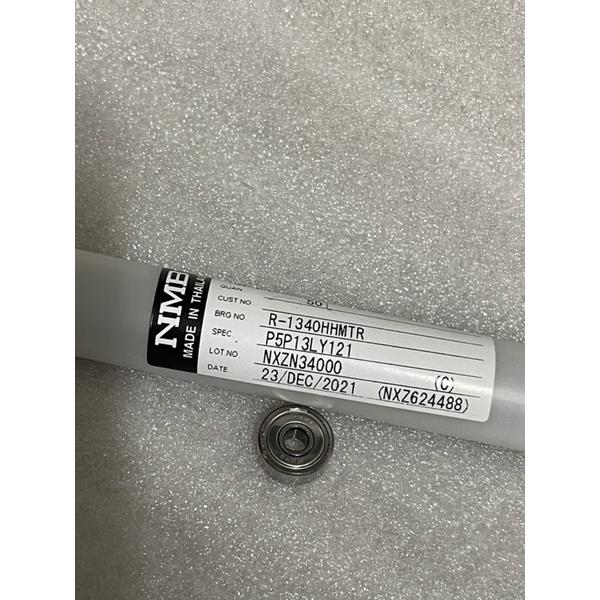 NMB
MADE IN THAILAND
QUAN
CUST NO 50
BRG NO. R-1340HHMTR
SPEC. P5P13LY121
LOT.NO NXZN34000 (C)
DATE 23/DEC/2021 (NXZ624488)